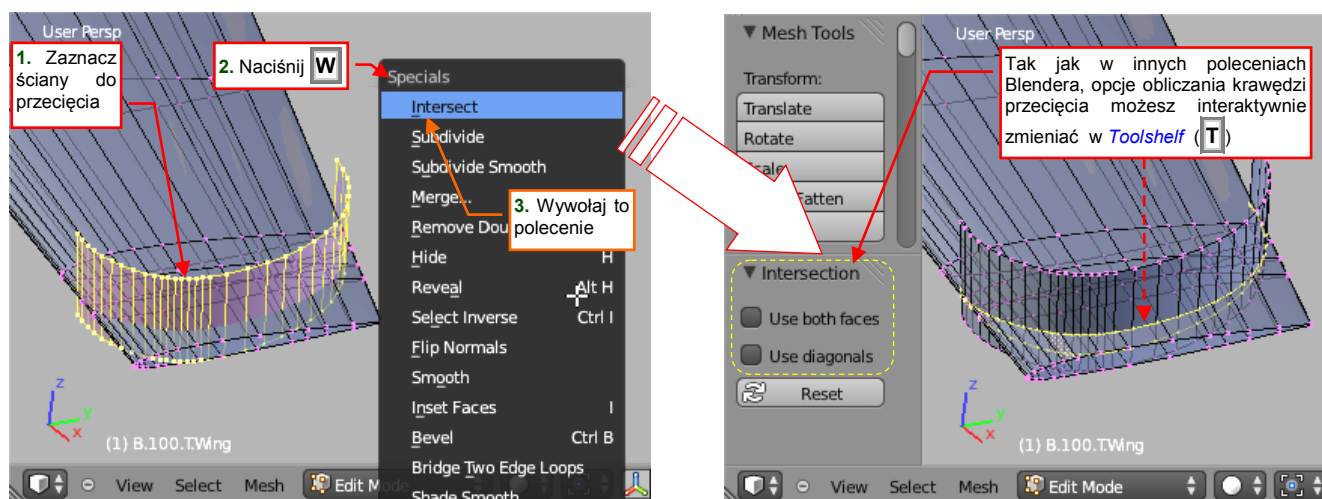 User Persp
1. Zaznacz
ściany do
przecięcia
2. Naciśnij W
Specials
Intersect
Subdivide
Subdivide Smooth
Merge...
Remove Dou
3. Wywołaj to
polecenie
Hide H
Reveal Alt H
Select Inverse Ctrl I
Flip Normals
Smooth
Inset Faces I
Bevel Ctrl B
Bridge Two Edge Loops
Shade Smooth
z
y
x
(1) B.100.T.Wing
View Select Mesh Edit Mode
Mesh Tools
Transform:
Translate
Rotate
Scale
Fatten
Intersection
Use both faces
Use diagonals
Reset
User Persp
Tak jak w innych poleceniach
Blendera, opcje obliczania krawędzi
przecięcia możesz interaktywnie
zmieniać w Toolshelf (T)
z
y
x
(1) B.100.T.Wing
View Select Mesh Edit Mode